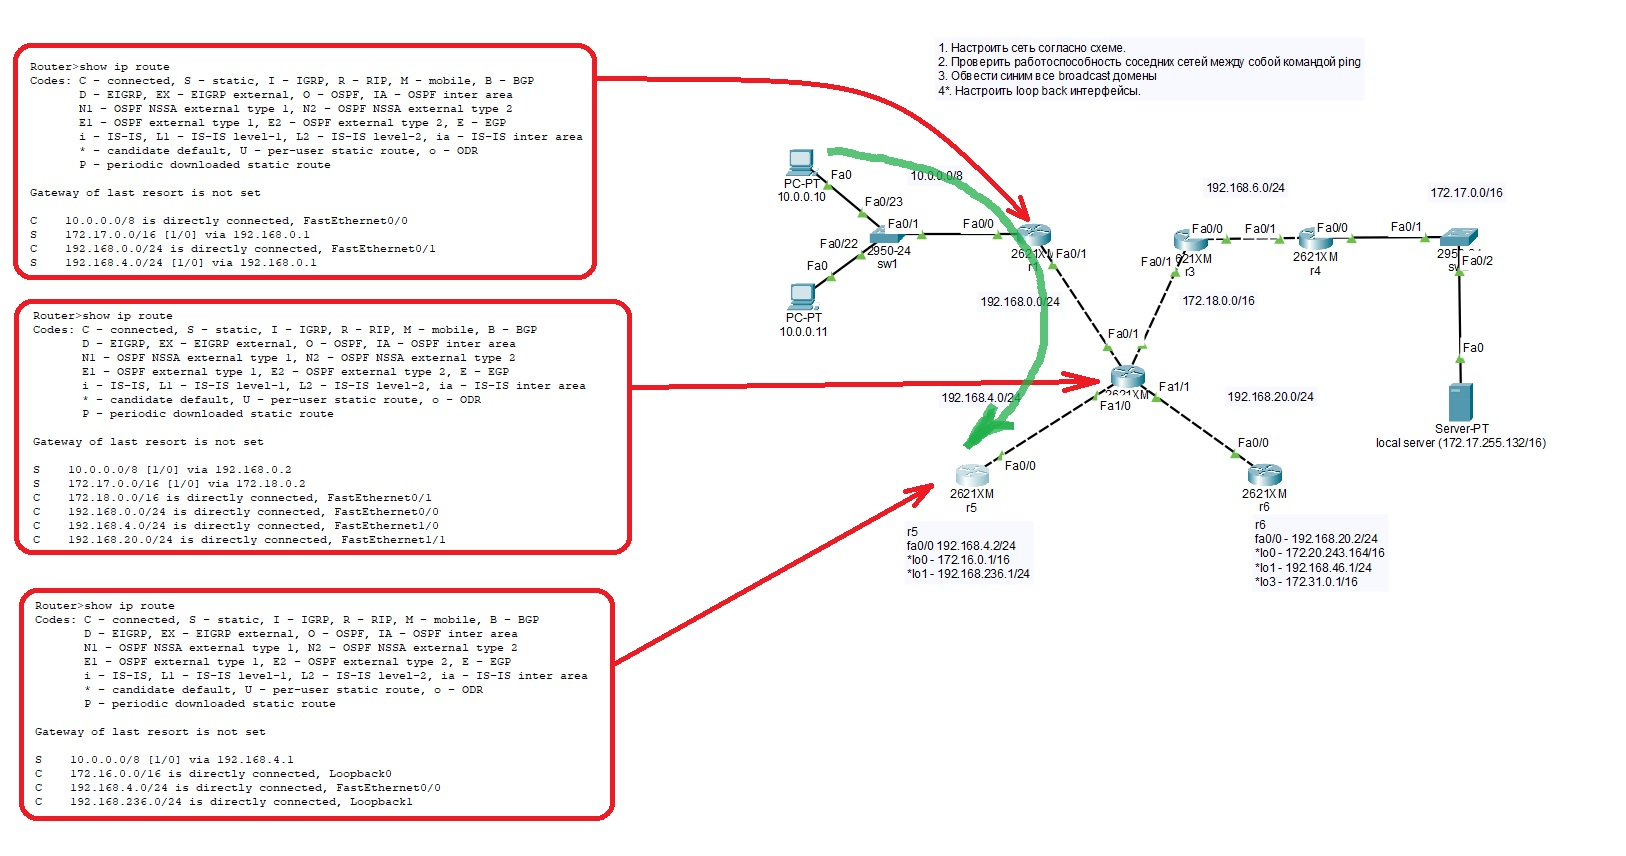 Router>show ip route
Codes: C - connected, S - static, I - IGRP, R - RIP, M - mobile, B - BGP
D - EIGRP, EX - EIGRP external, O - OSPF, IA - OSPF inter area
N1 - OSPF NSSA external type 1, N2 - OSPF NSSA external type 2
E1 - OSPF external type 1, E2 - OSPF external type 2, E - EGP
i - IS-IS, L1 - IS-IS level-1, L2 - IS-IS level-2, ia - IS-IS inter area
* - candidate default, U - per-user static route, o - ODR
P - periodic downloaded static route
Gateway of last resort is not set
C 10.0.0.0/8 is directly connected, FastEthernet0/0
S 172.17.0.0/16 [1/0] via 192.168.0.1
C 192.168.0.0/24 is directly connected, FastEthernet0/1
S 192.168.4.0/24 [1/0] via 192.168.0.1
Router>show ip route
Codes: C - connected, S - static, I - IGRP, R - RIP, M - mobile, B - BGP
D - EIGRP, EX - EIGRP external, O - OSPF, IA - OSPF inter area
N1 - OSPF NSSA external type 1, N2 - OSPF NSSA external type 2
E1 - OSPF external type 1, E2 - OSPF external type 2, E - EGP
i - IS-IS, L1 - IS-IS level-1, L2 - IS-IS level-2, ia - IS-IS inter area
* - candidate default, U - per-user static route, o - ODR
P - periodic downloaded static route
Gateway of last resort is not set
S 10.0.0.0/8 [1/0] via 192.168.0.2
S 172.17.0.0/16 [1/0] via 172.18.0.2
C 172.18.0.0/16 is directly connected, FastEthernet0/1
C 192.168.0.0/24 is directly connected, FastEthernet0/0
C 192.168.4.0/24 is directly connected, FastEthernet1/0
C 192.168.20.0/24 is directly connected, FastEthernet1/1
Router>show ip route
Codes: C - connected, S - static, I - IGRP, R - RIP, M - mobile, B - BGP
D - EIGRP, EX - EIGRP external, O - OSPF, IA - OSPF inter area
N1 - OSPF NSSA external type 1, N2 - OSPF NSSA external type 2
E1 - OSPF external type 1, E2 - OSPF external type 2, E - EGP
i - IS-IS, L1 - IS-IS level-1, L2 - IS-IS level-2, ia - IS-IS inter area
* - candidate default, U - per-user static route, o - ODR
P - periodic downloaded static route
Gateway of last resort is not set
S 10.0.0.0/8 [1/0] via 192.168.4.1
C 172.16.0.0/16 is directly connected, Loopback0
C 192.168.4.0/24 is directly connected, FastEthernet0/0
C 192.168.236.0/24 is directly connected, Loopback1
1. Настроить сеть согласно схеме.
2. Проверить работоспособность соседних сетей между собой командой ping
3. Обвести синим все broadcast домены
4*. Настроить loop back интерфейсы.
PC-PT
10.0.0.10
Fa0
10.0.0.0/8
Fa0/23
Fa0/1
Fa0/0
Fa0/22
2950-24
sw1
Fa0
PC-PT
10.0.0.11
Fa0/1
192.168.0.0/24
192.168.6.0/24
172.17.0.0/16
Fa0/0
Fa0/1
Fa0/0
Fa0/1
Fa0/1
r3
2621XM
r4
Fa0/2
172.18.0.0/16
Fa0/1
Fa0
192.168.4.0/24
Fa1/0
Fa1/1
192.168.20.0/24
Server-PT
local server (172.17.255.132/16)
Fa0/0
2621XM
r5
Fa0/0
2621XM
r6
r5
fa0/0 192.168.4.2/24
*lo0 - 172.16.0.1/16
*lo1 - 192.168.236.1/24
r6
fa0/0 - 192.168.20.2/24
*lo0 - 172.20.243.164/16
*lo1 - 192.168.46.1/24
*lo3 - 172.31.0.1/16